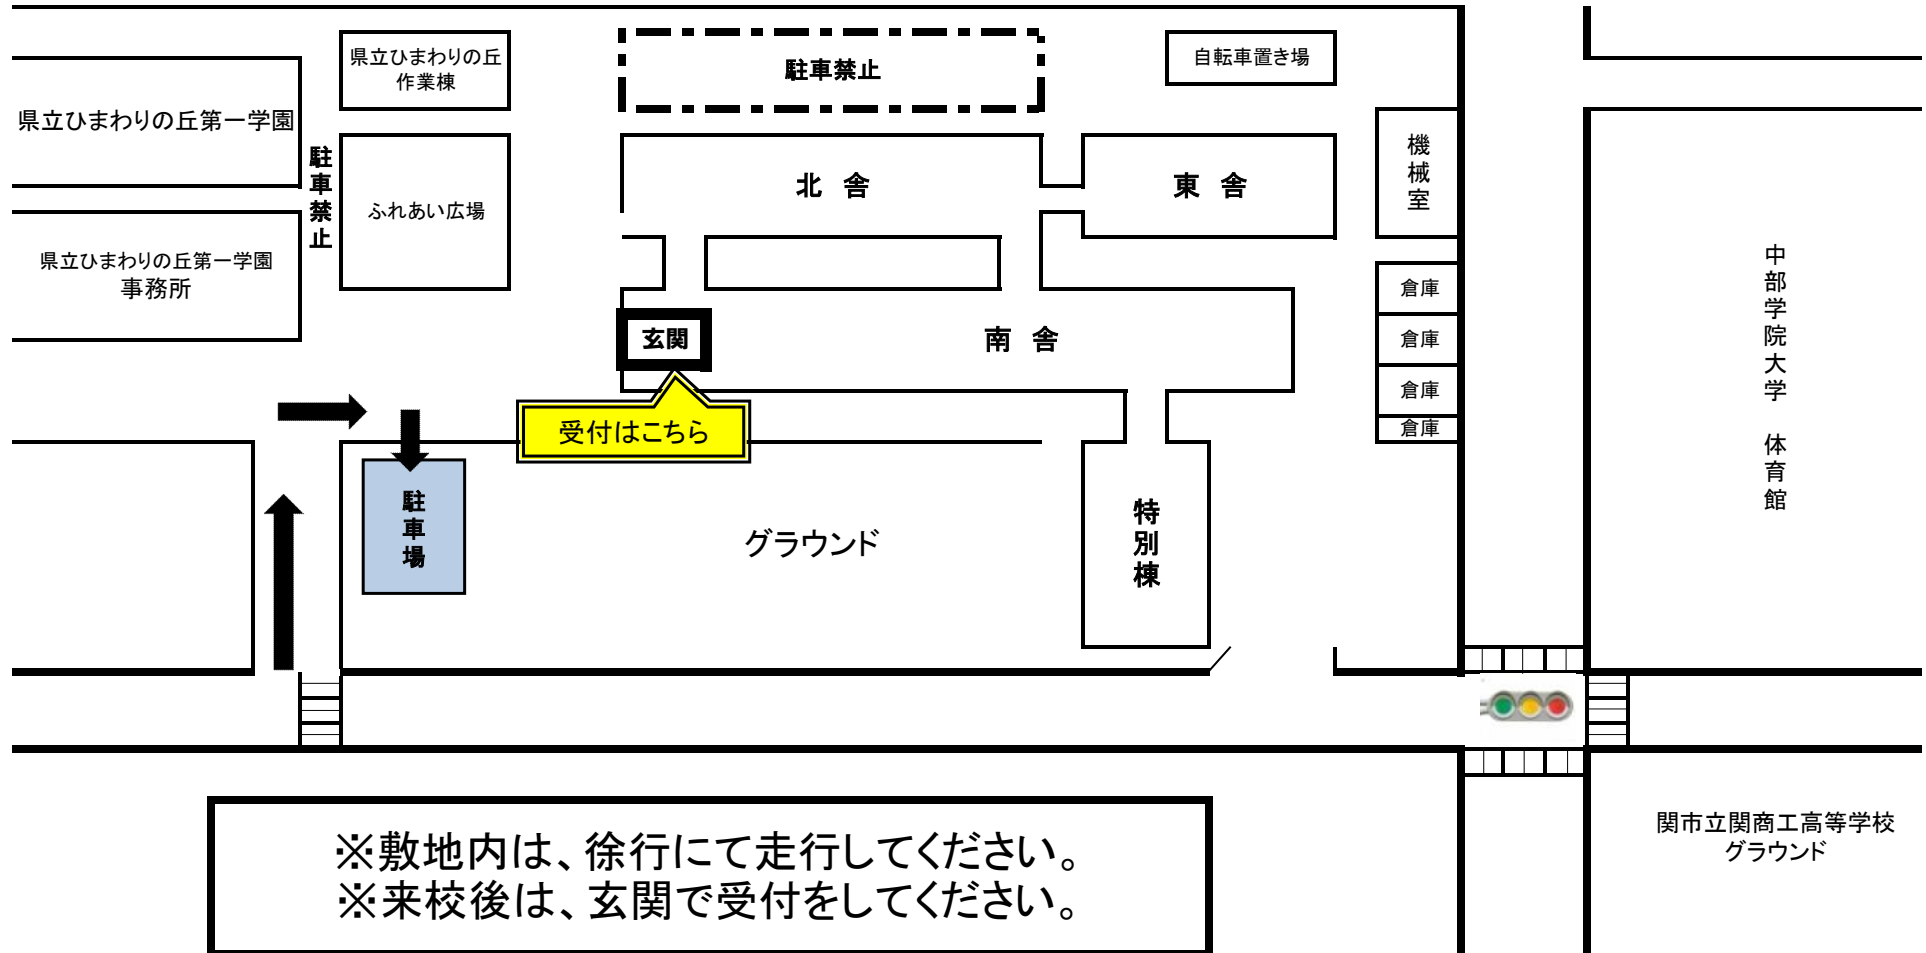 県立ひまわりの丘
作業棟
駐車禁止
自転車置き場
県立ひまわりの丘第一学園
駐車禁止
ふれあい広場
北 舎
東 舎
機械室
県立ひまわりの丘第一学園
事務所
玄関
南 舎
倉庫
倉庫
倉庫
倉庫
中部学院大学 体育館
受付はこちら
駐車場
グラウンド
特別棟
関市立関商工高等学校
グラウンド
※敷地内は、徐行にて走行してください。
※来校後は、玄関で受付をしてください。